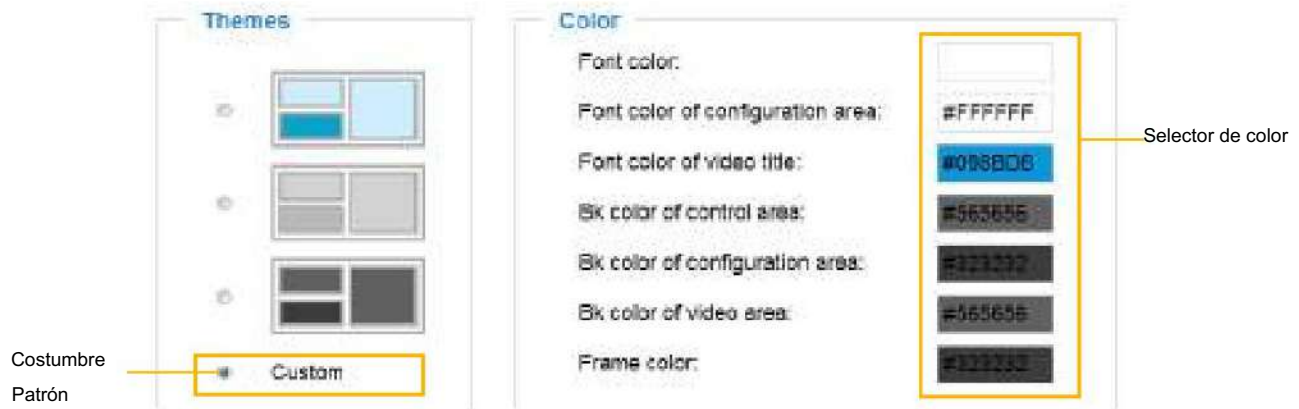 Themes
Custom
Costumbre
Patrón
Color
Font color:
Font color of configuration area: #FFFFFF
Font color of video title: #098BD6
Bk color of control area: #565656
Bk color of configuration area: #323232
Bk color of video area: #565656
Frame color: #323232
Selector de color